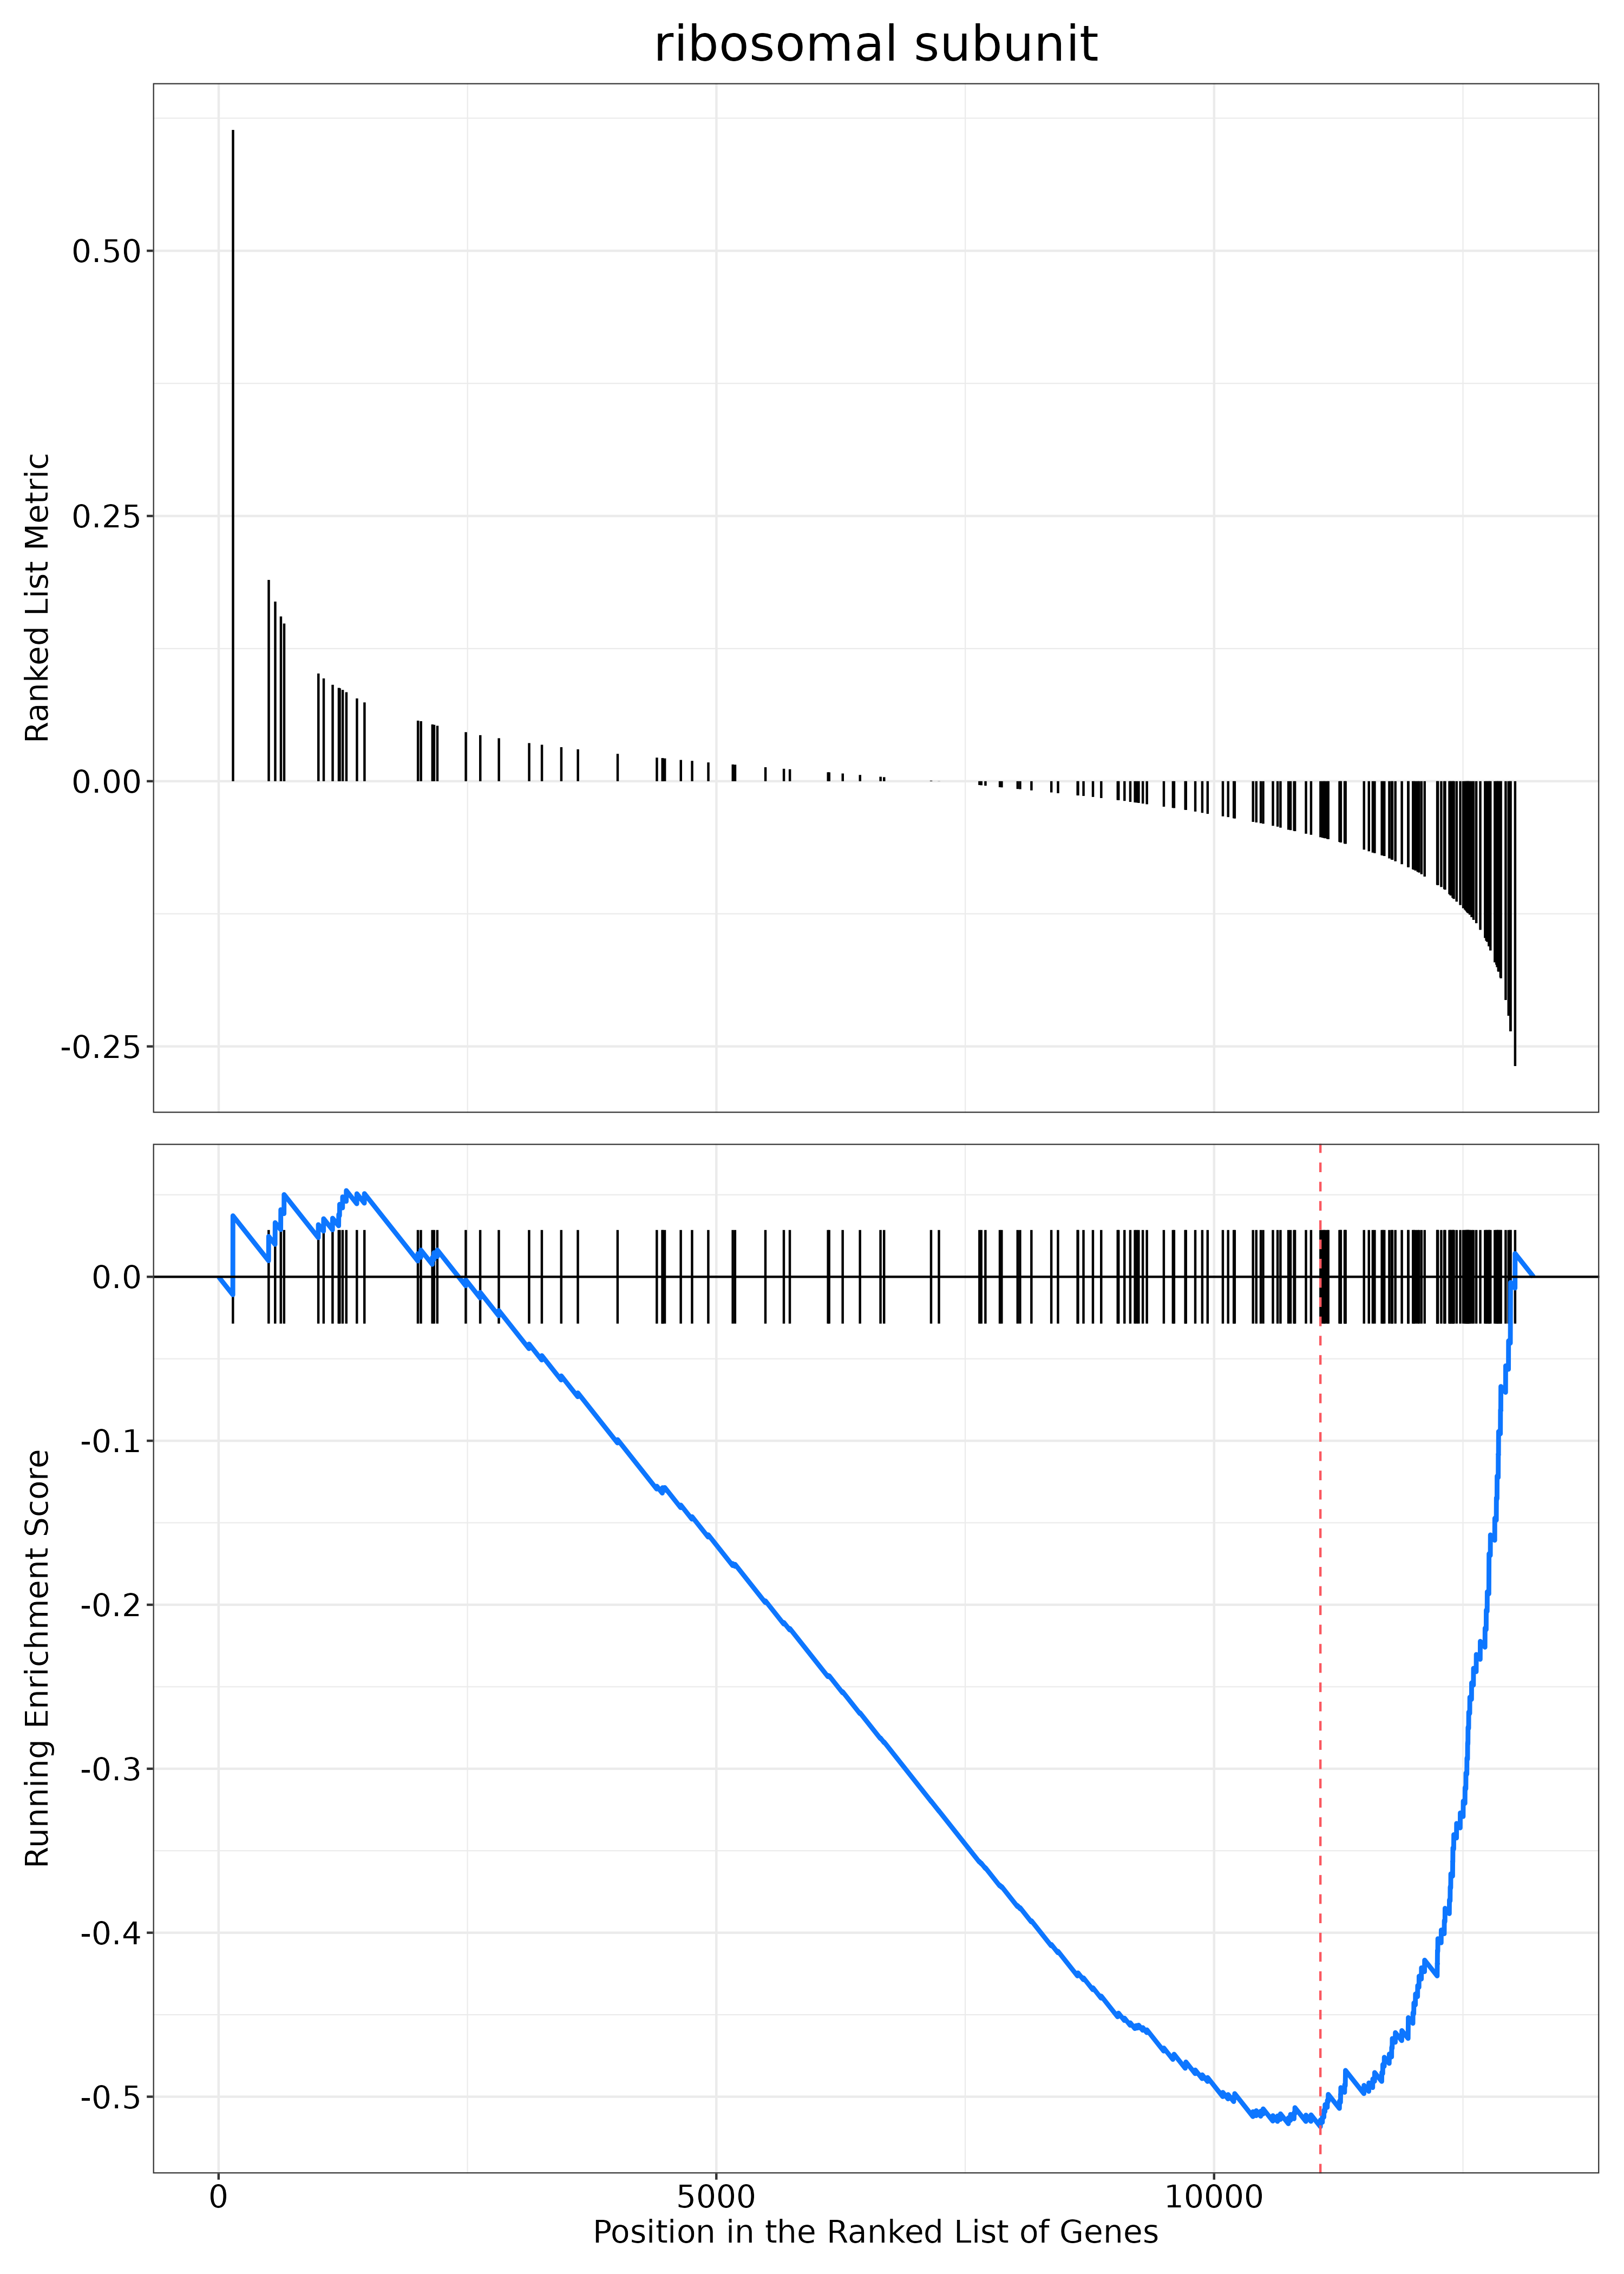 ribosomal subunit
Ranked List Metric
0.50
0.25
0.00
-0.25
Running Enrichment Score
0.0
-0.1
-0.2
-0.3
-0.4
-0.5
0 5000 10000
Position in the Ranked List of Genes